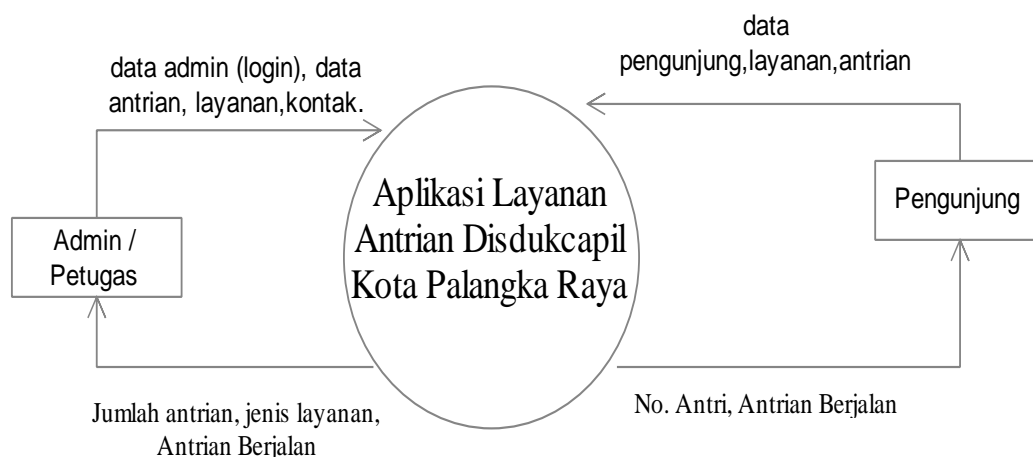 data
pengunjung,layanan,antrian
data admin (login), data
antrian, layanan,kontak.
Aplikasi Layanan
Antrian Disdukcapil
Kota Palangka Raya
Pengunjung
Admin /
Petugas
Jumlah antrian, jenis layanan,
Antrian Berjalan
No. Antri, Antrian Berjalan